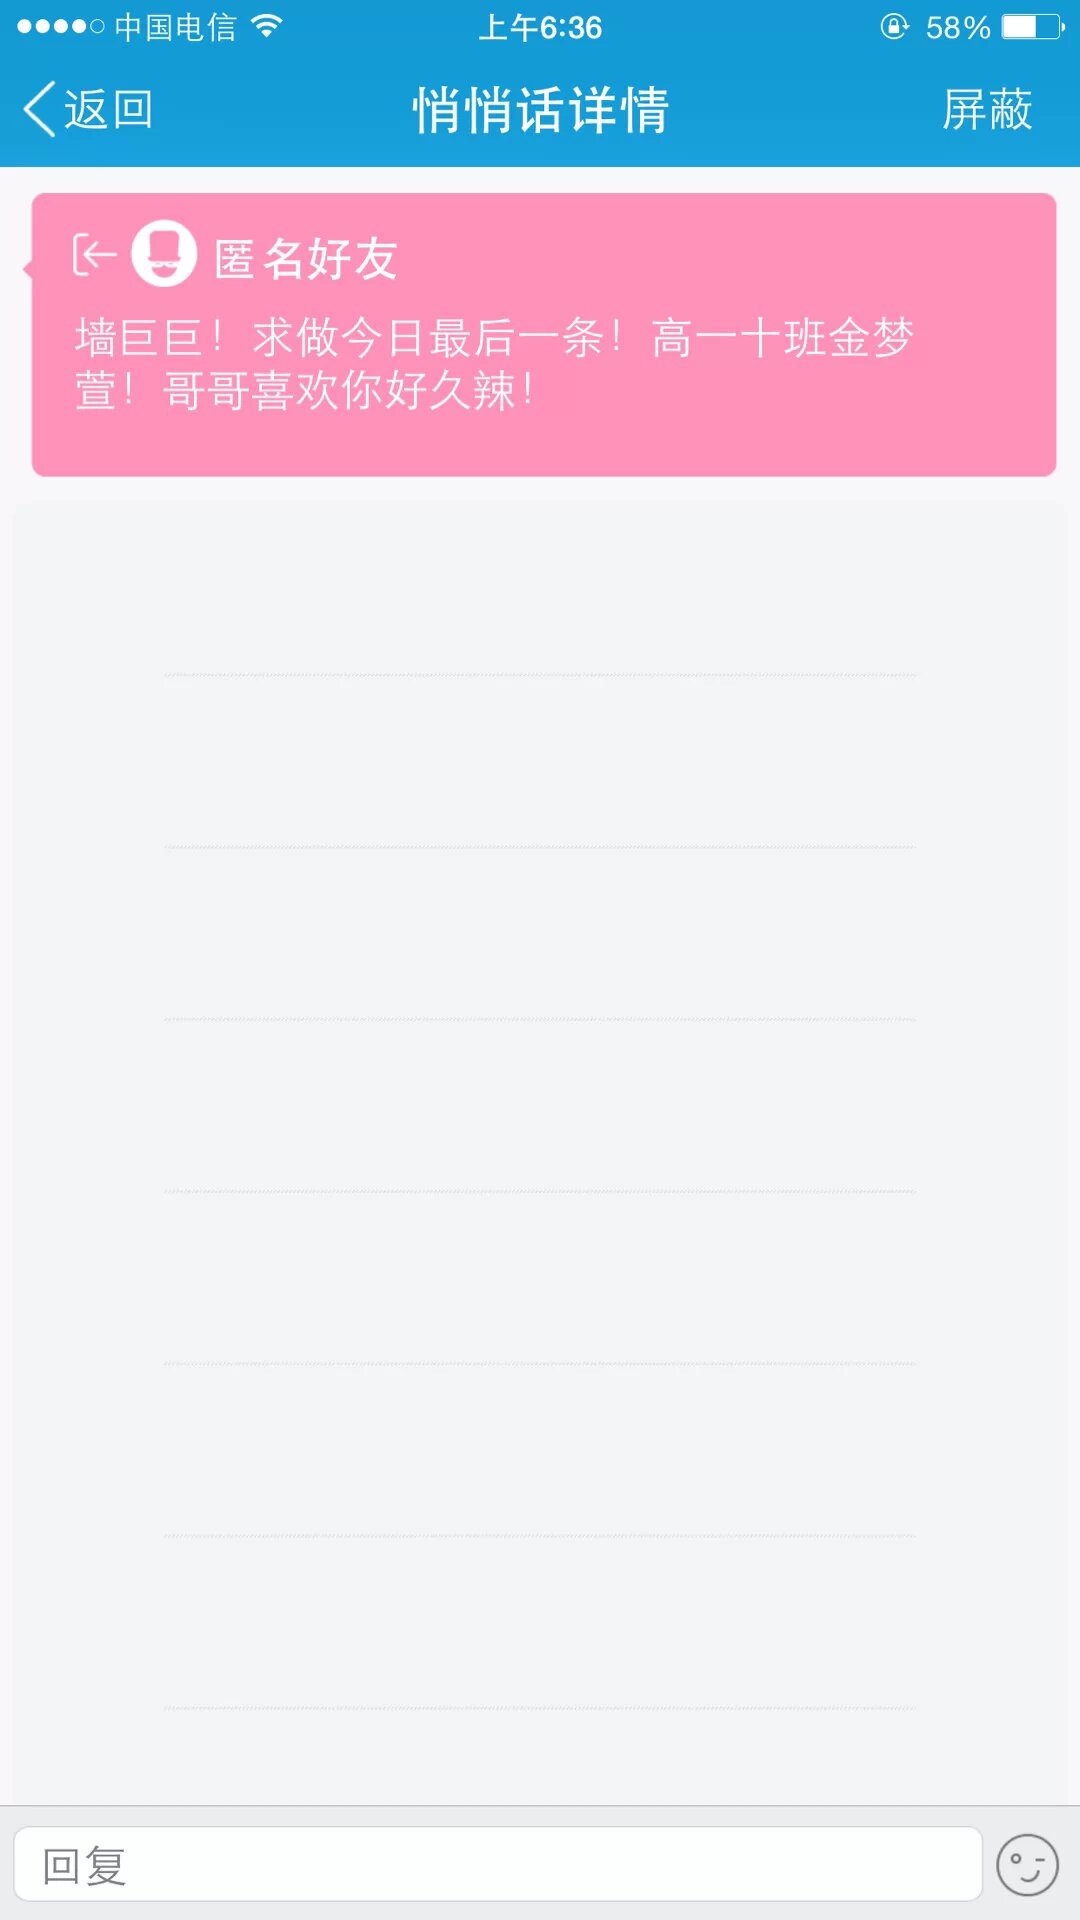 中国电信 上午6:36 58%
返回 悄悄话详情 屏蔽
匿名好友
墙巨巨！求做今日最后一条！高一十班金梦
萱！哥哥喜欢你好久辣！
回复